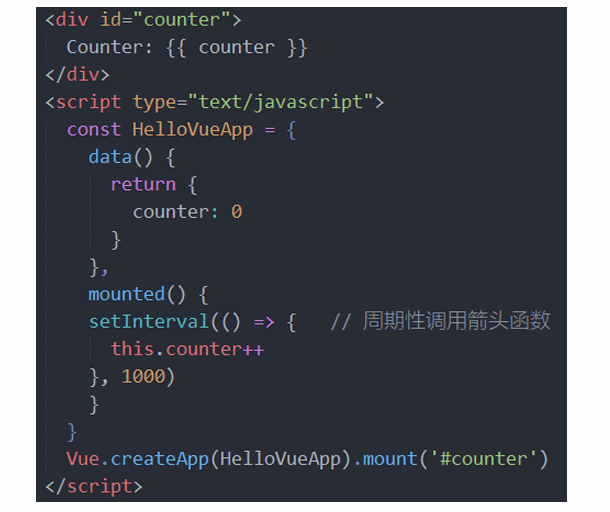 <div id="counter">
  Counter: {{ counter }}
</div>
<script type="text/javascript">
  const HelloVueApp = {
    data() {
      return {
        counter: 0
      }
    },
    mounted() {
    setInterval(() => {   // 周期性调用箭头函数
      this.counter++
    }, 1000)
    }
  }
  Vue.createApp(HelloVueApp).mount('#counter')
</script>